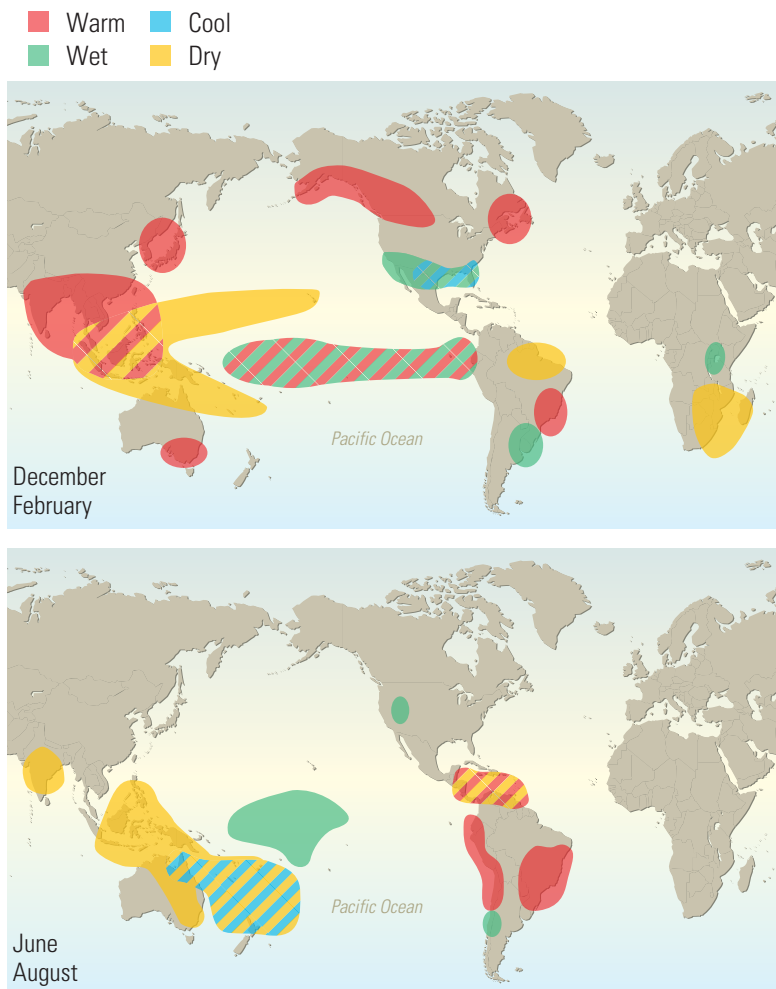 Warm
Cool
Wet
Dry
Pacific Ocean
December
February
Pacific Ocean
June
August